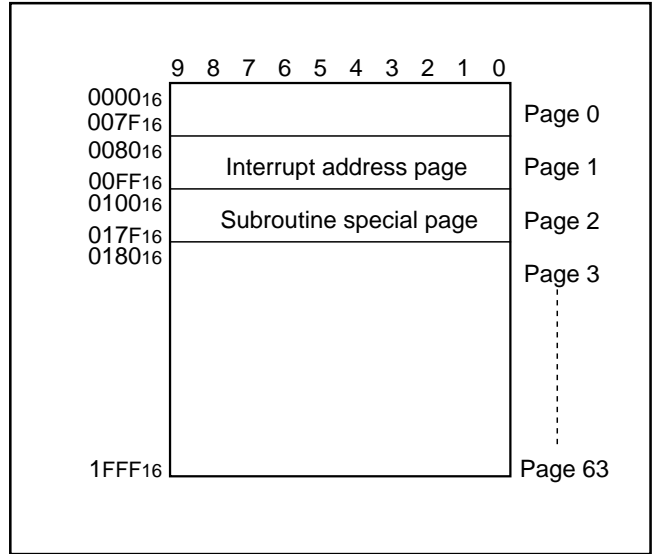 9 8 7 6 5 4 3 2 1 0
0000₁₆
007F₁₆
Page 0
0080₁₆
Interrupt address page
Page 1
00FF₁₆
0100₁₆
Subroutine special page
Page 2
017F₁₆
0180₁₆
Page 3
1FFF₁₆
Page 63